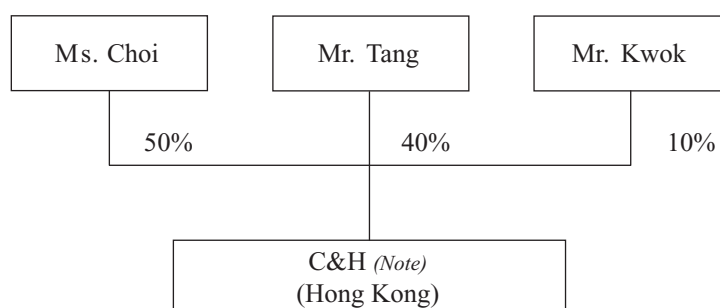 Ms. Choi
Mr. Tang
Mr. Kwok
50%
40%
10%
C&H (Note)
(Hong Kong)